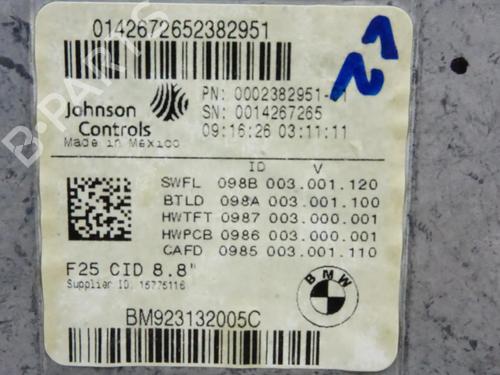 0142672652382951
Johnson
Controls
Made in Mexico
PN: 0002382951-01
SN: 0014267265
09:16:26 03:11:11
ID V
SWFL 098B 003.001.120
BTLD 098A 003.001.100
HWTFT 0987 003.000.001
HWPCB 0986 003.000.001
CAFD 0985 003.001.110
F25 CID 8.8"
Supplier ID: 15775116
BMW
BM923132005C
B-PARTS